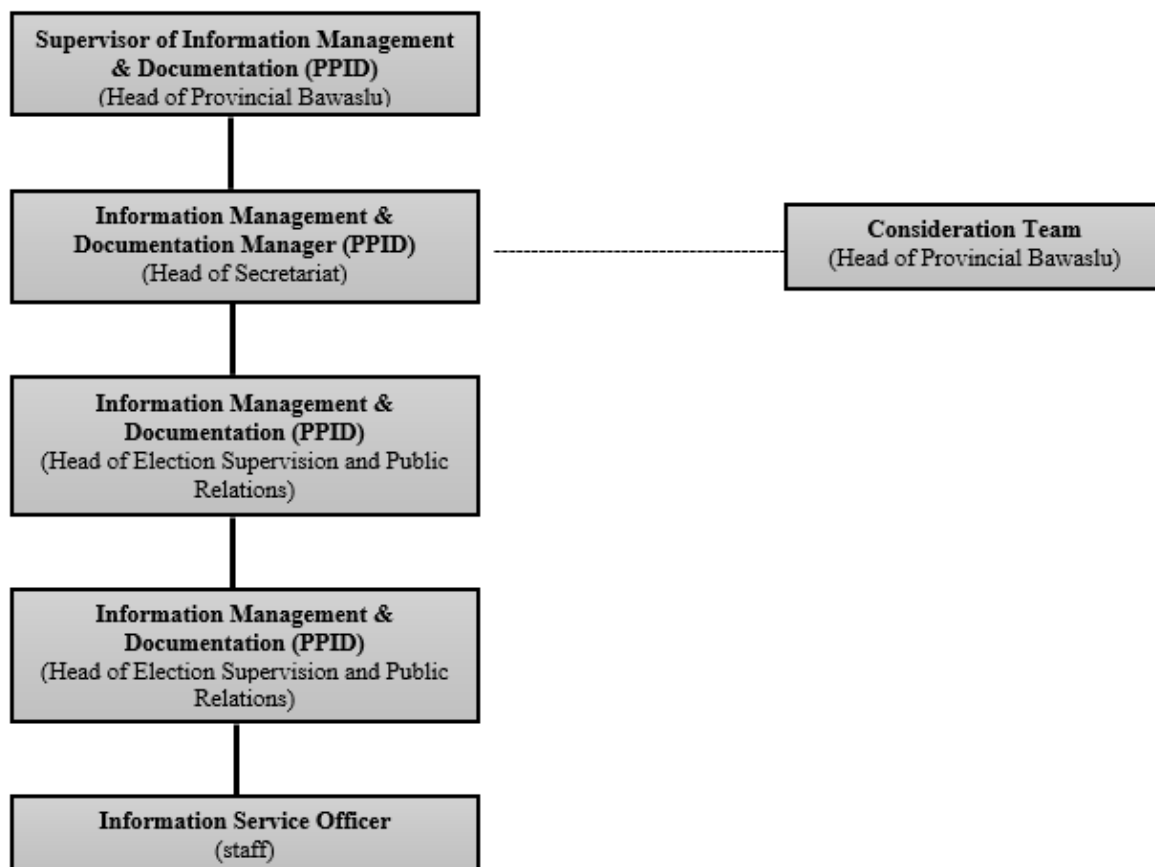 Supervisor of Information Management
& Documentation (PPID)
(Head of Provincial Bawaslu)
Information Management &
Documentation Manager (PPID)
(Head of Secretariat)
Consideration Team
(Head of Provincial Bawaslu)
Information Management &
Documentation (PPID)
(Head of Election Supervision and Public
Relations)
Information Management &
Documentation (PPID)
(Head of Election Supervision and Public
Relations)
Information Service Officer
(staff)